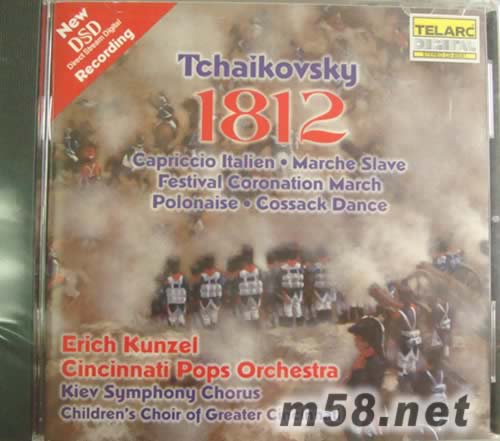 New
DSD
Direct Stream Digital
Recording
TELARC
DIGITAL
Tchaikovsky
1812
Capriccio Italien • Marche Slave
Festival Coronation March
Polonaise • Cossack Dance
Erich Kunzel
Cincinnati Pops Orchestra
Kiev Symphony Chorus
Children's Choir of Greater
m58.net